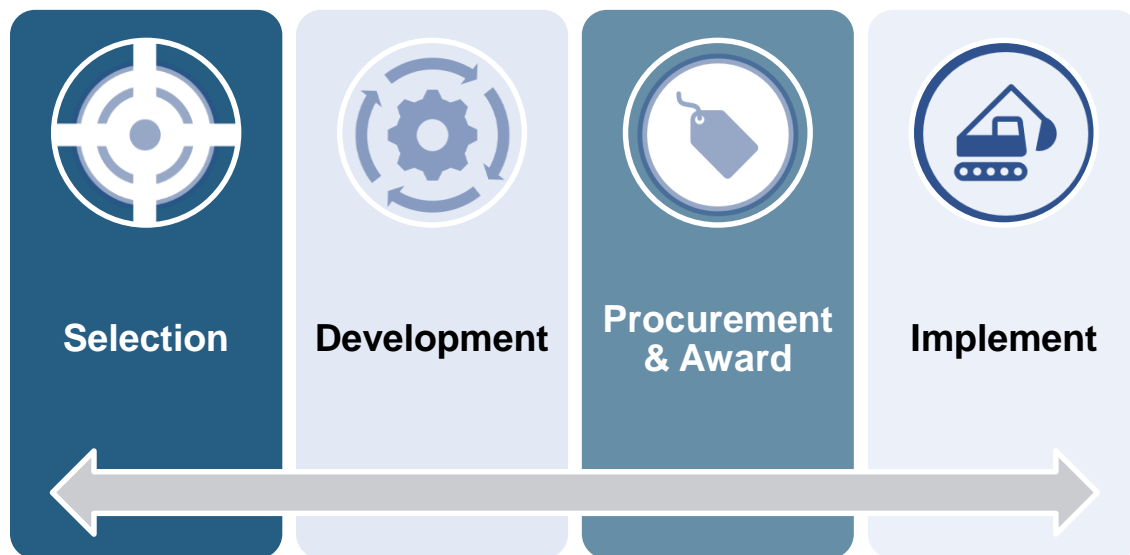 Selection
Development
Procurement
& Award
Implement